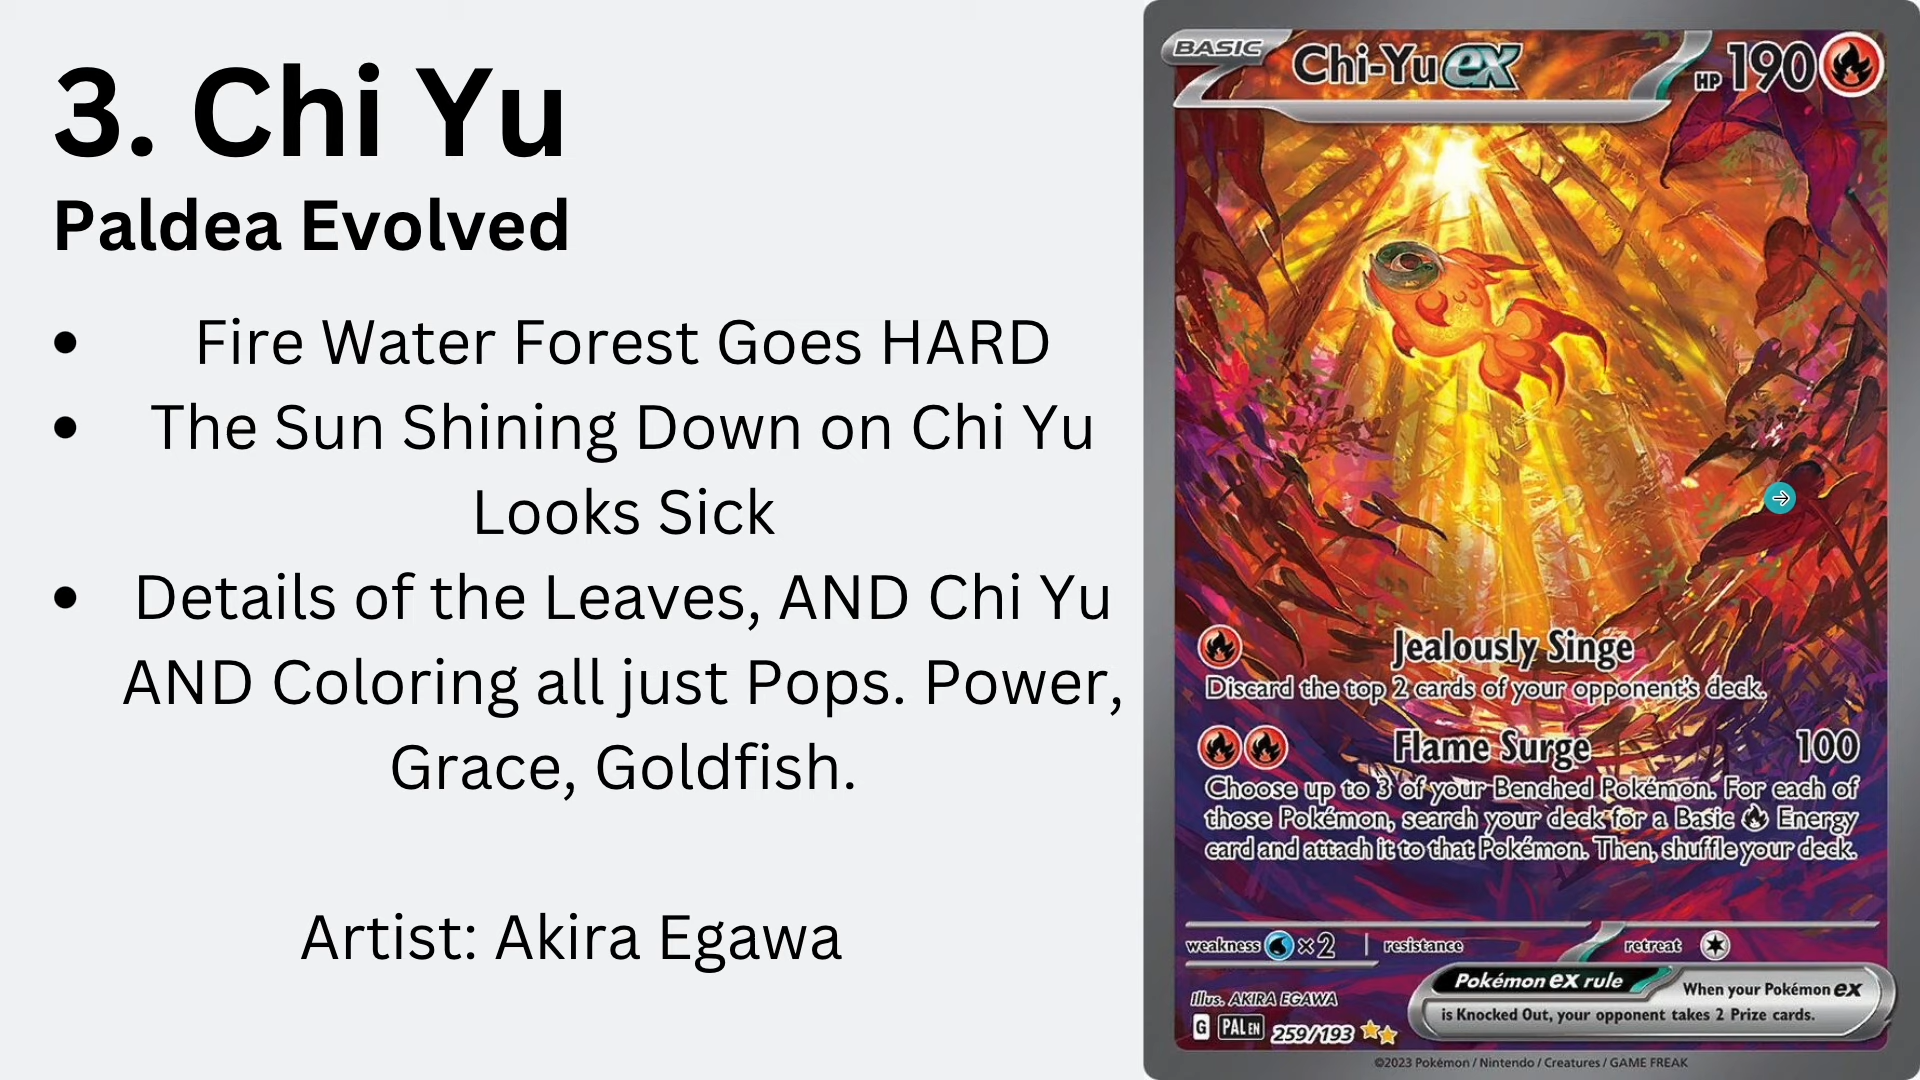 3. Chi Yu
Paldea Evolved
Fire Water Forest Goes HARD
The Sun Shining Down on Chi Yu
Looks Sick
Details of the Leaves, AND Chi Yu
AND Coloring all just Pops. Power,
Grace, Goldfish.
Artist: Akira Egawa
BASIC Chi-Yu ex HP 190
Jealously Singe
Discard the top 2 cards of your opponent's deck.
Flame Surge 100
Choose up to 3 of your Benched Pokémon. For each of
those Pokémon, search your deck for a Basic Energy
card and attach it to that Pokémon. Then, shuffle your deck.
weakness ×2 resistance retreat
Pokémon ex rule When your Pokémon ex
is Knocked Out, your opponent takes 2 Prize cards.
Illus. AKIRA EGAWA
G PAL EN 259/193
©2023 Pokémon / Nintendo / Creatures / GAME FREAK